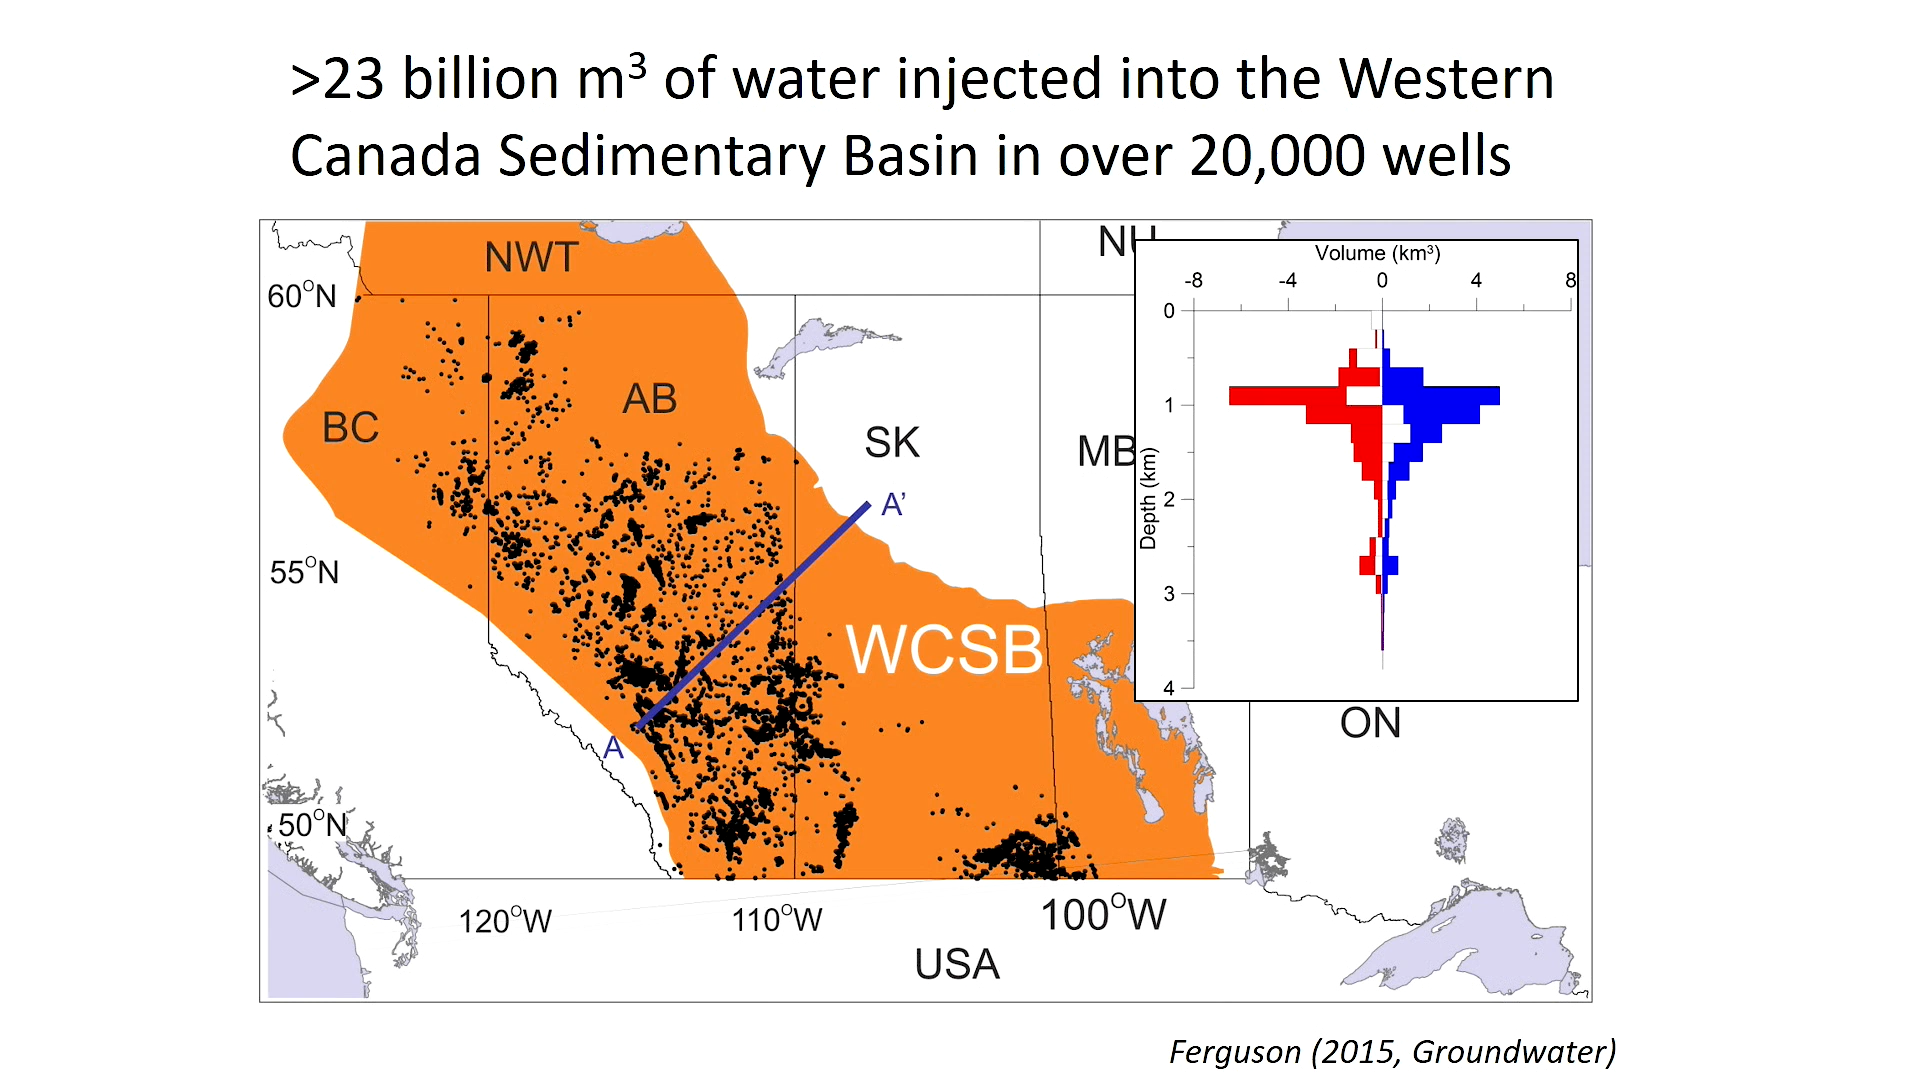 >23 billion m³ of water injected into the Western
Canada Sedimentary Basin in over 20,000 wells
NWT
NU
60°N
AB
BC
SK
MB
A'
55°N
WCSB
A
ON
50°N
120°W
110°W
100°W
USA
Volume (km³)
-8 -4 0 4 8
0
1
2
3
4
Depth (km)
Ferguson (2015, Groundwater)